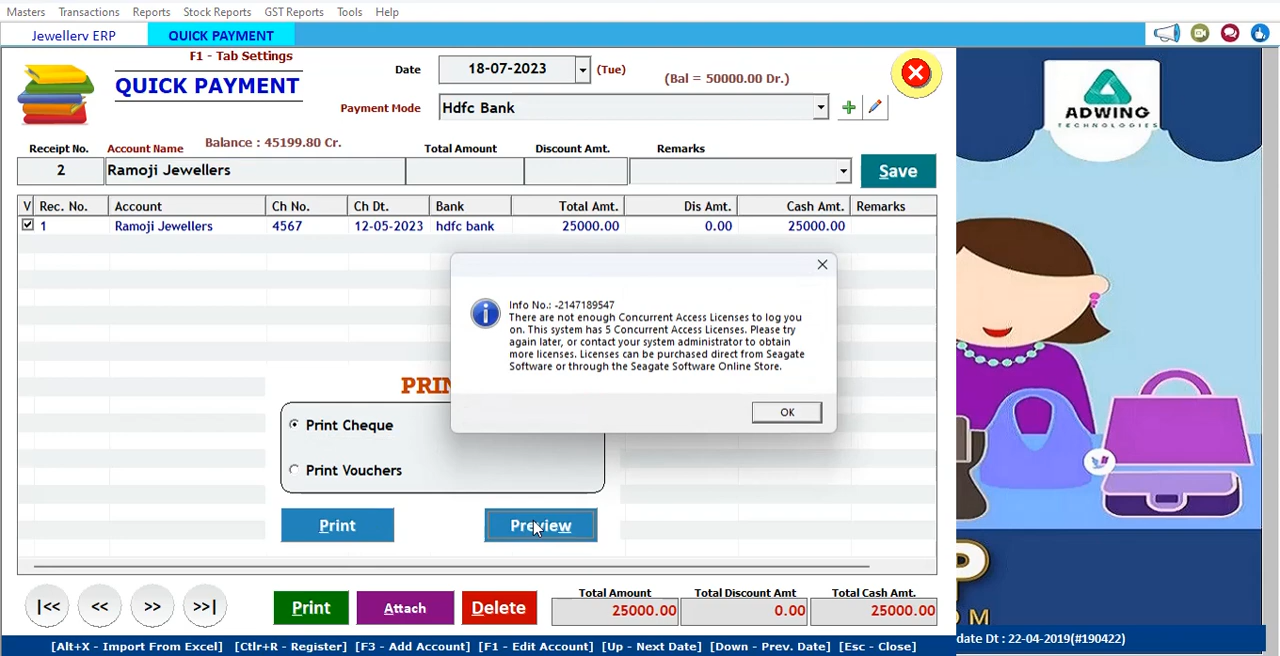 Masters Transactions Reports Stock Reports GST Reports Tools Help
Jewellery ERP QUICK PAYMENT
F1 - Tab Settings
QUICK PAYMENT
Date 18-07-2023 (Tue) (Bal = 50000.00 Dr.)
Payment Mode Hdfc Bank
Balance : 45199.80 Cr.
Receipt No. Account Name Total Amount Discount Amt. Remarks
2 Ramoji Jewellers Save
V Rec. No. Account Ch No. Ch Dt. Bank Total Amt. Dis Amt. Cash Amt. Remarks
1 Ramoji Jewellers 4567 12-05-2023 hdfc bank 25000.00 0.00 25000.00
Info No.: -2147189547
There are not enough Concurrent Access Licenses to log you
on. This system has 5 Concurrent Access Licenses. Please try
again later, or contact your system administrator to obtain
more licenses. Licenses can be purchased direct from Seagate
Software or through the Seagate Software Online Store.
OK
Print Cheque
Print Vouchers
Print Preview
|<< << >> >>|
Print Attach Delete
Total Amount Total Discount Amt Total Cash Amt.
25000.00 0.00 25000.00
[Alt+X - Import From Excel] [Ctlr+R - Register] [F3 - Add Account] [F1 - Edit Account] [Up - Next Date] [Down - Prev. Date] [Esc - Close]
ADWING
TECHNOLOGIES
P
O M
date Dt : 22-04-2019(#190422)